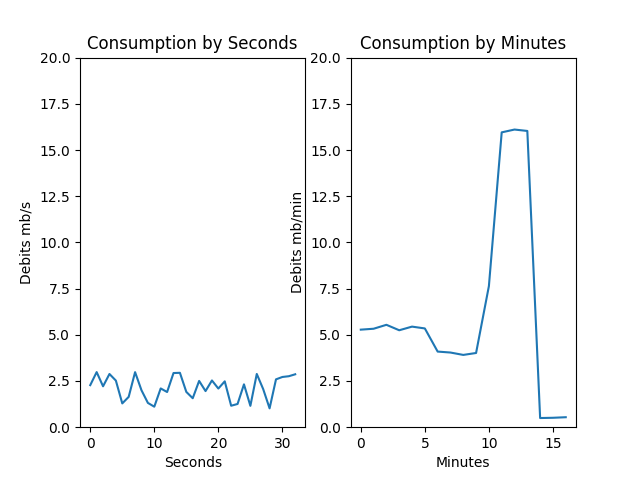 Consumption by Seconds
20.0
17.5
15.0
12.5
10.0
7.5
5.0
2.5
0.0
Debits mb/s
0 10 20 30
Seconds
Consumption by Minutes
20.0
17.5
15.0
12.5
10.0
7.5
5.0
2.5
0.0
Debits mb/min
0 5 10 15
Minutes